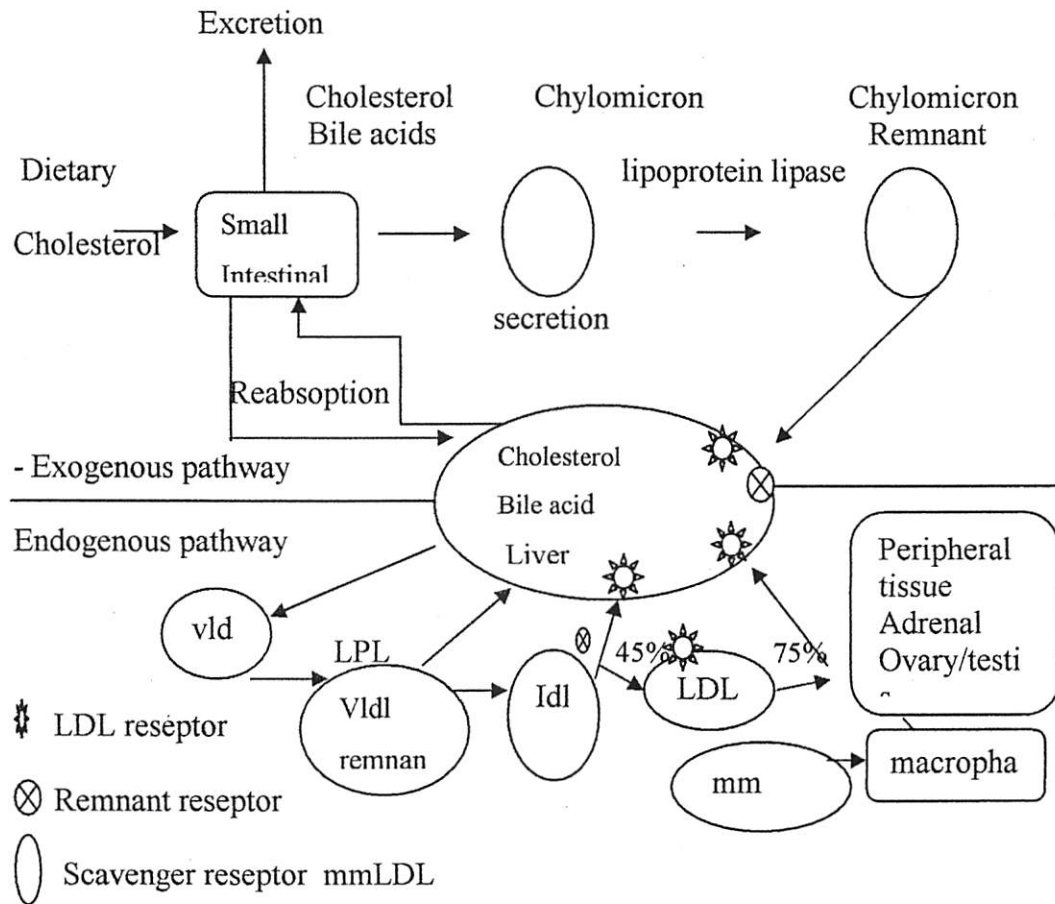 Excretion
Cholesterol
Bile acids
Chylomicron
Chylomicron
Remnant
Dietary
Cholesterol
lipoprotein lipase
Small
Intestinal
secretion
Reabsoption
- Exogenous pathway
Cholesterol
Bile acid
Liver
Endogenous pathway
Peripheral
tissue
Adrenal
Ovary/testi
vld
LPL
Vldl
remnan
Idl
45%
LDL
75%
mm
macropha
LDL reseptor
Remnant reseptor
Scavenger reseptor mmLDL